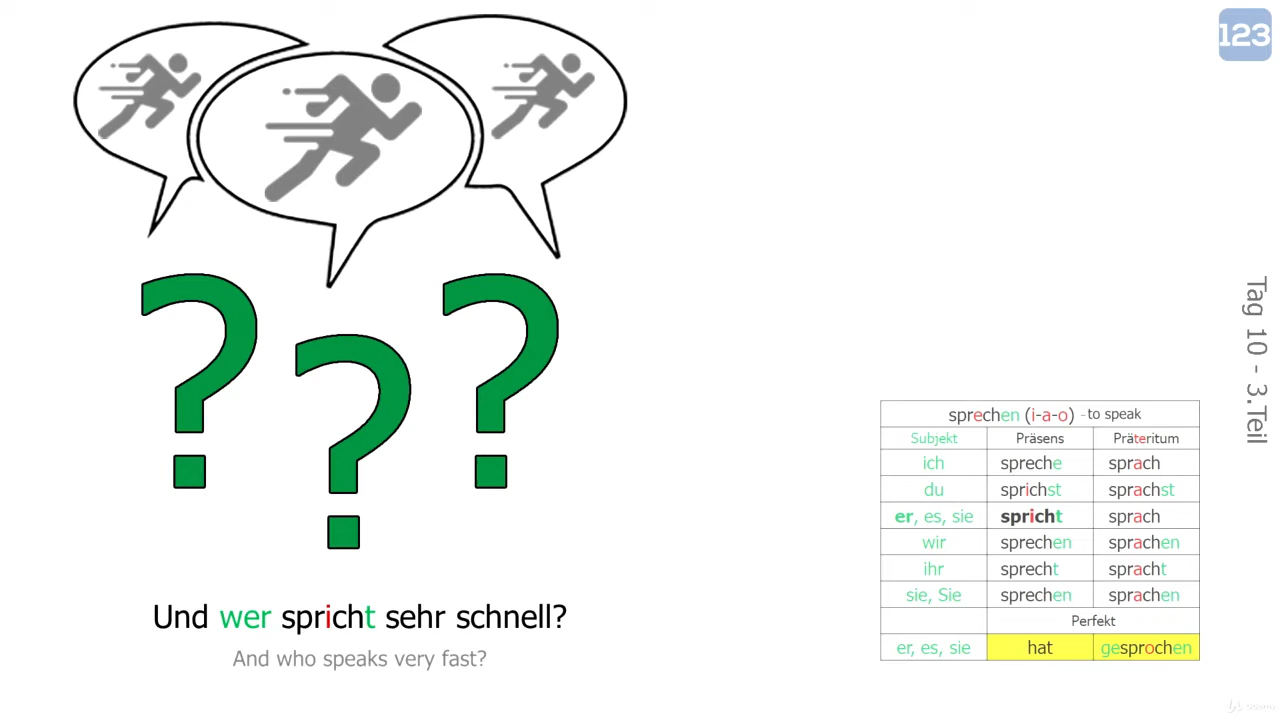 123
Tag 10 - 3.Teil
sprechen (i-a-o) - to speak
Subjekt Präsens Präteritum
ich spreche sprach
du sprichst sprachst
er, es, sie spricht sprach
wir sprechen sprachen
ihr sprecht spracht
sie, Sie sprechen sprachen
Perfekt
er, es, sie hat gesprochen
Und wer spricht sehr schnell?
And who speaks very fast?